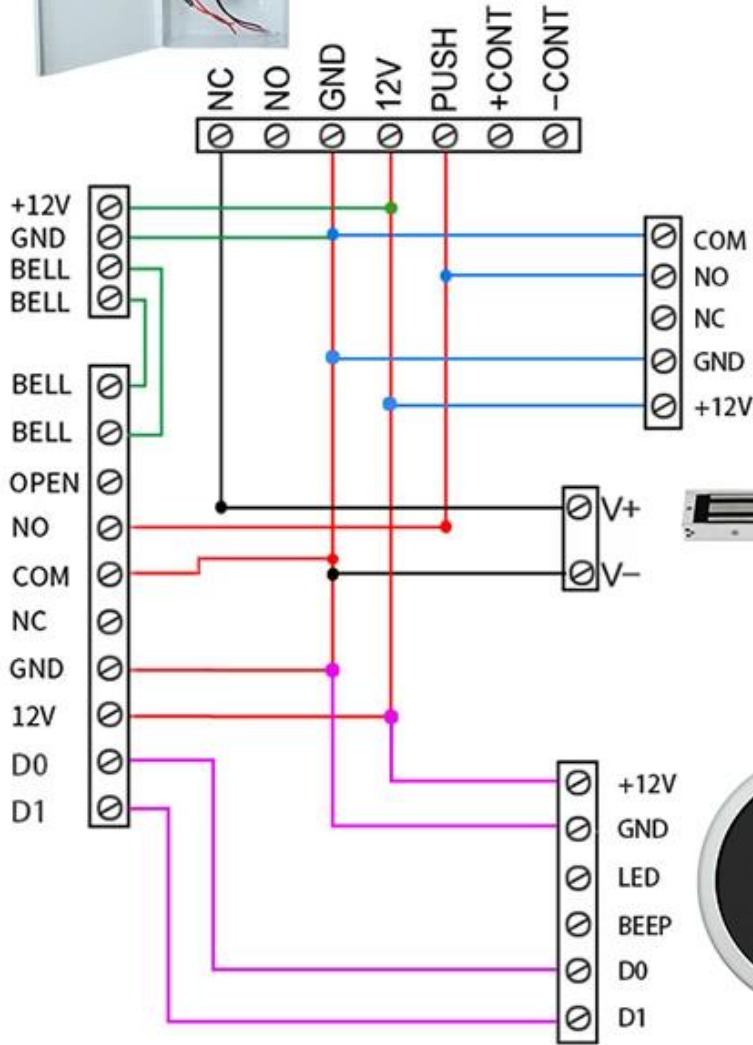 NC
NO
GND
12V
PUSH
+CONT
-CONT
+12V
GND
BELL
BELL
BELL
BELL
OPEN
NO
COM
NC
GND
12V
D0
D1
COM
NO
NC
GND
+12V
V+
V-
+12V
GND
LED
BEEP
D0
D1